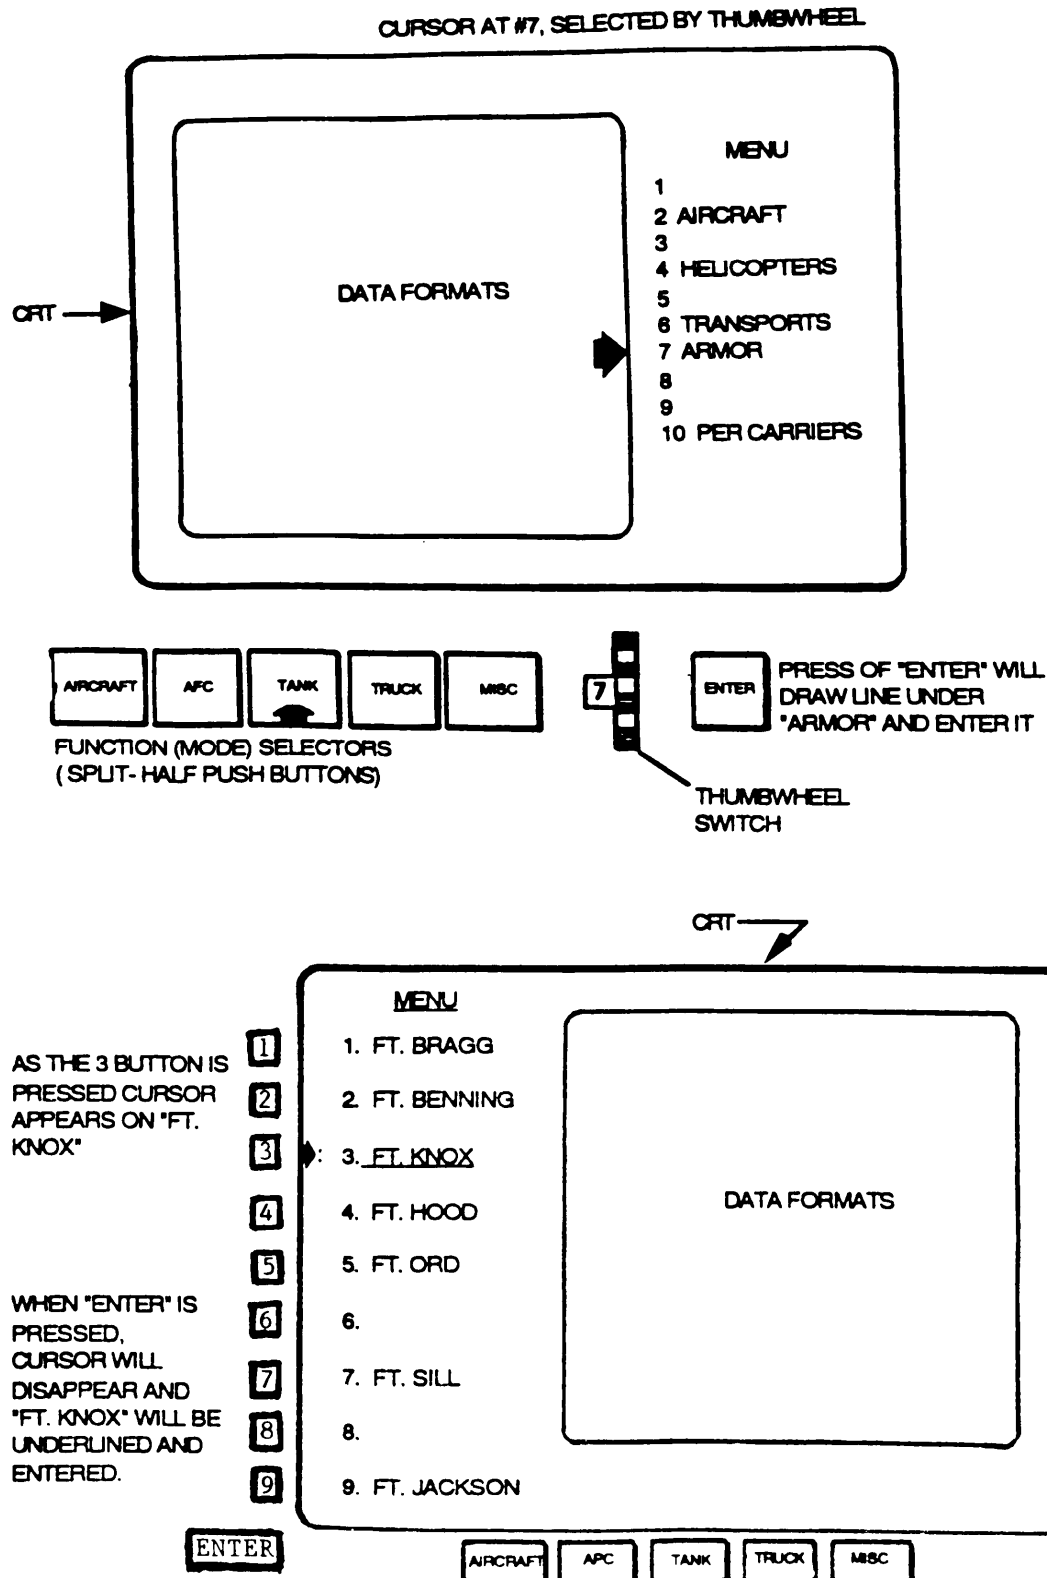 CURSOR AT #7, SELECTED BY THUMBWHEEL
MENU
1
2 AIRCRAFT
3
4 HELICOPTERS
5
6 TRANSPORTS
7 ARMOR
8
9
10 PER CARRIERS
DATA FORMATS
CRT
AIRCRAFT
AFC
TANK
TRUCK
MISC
FUNCTION (MODE) SELECTORS
( SPLIT- HALF PUSH BUTTONS)
7
THUMBWHEEL
SWITCH
ENTER
PRESS OF "ENTER" WILL
DRAW LINE UNDER
"ARMOR" AND ENTER IT
CRT
AS THE 3 BUTTON IS
PRESSED CURSOR
APPEARS ON "FT.
KNOX"
WHEN "ENTER" IS
PRESSED,
CURSOR WILL
DISAPPEAR AND
"FT. KNOX" WILL BE
UNDERLINED AND
ENTERED.
1
2
3
4
5
6
7
8
9
ENTER
MENU
1. FT. BRAGG
2. FT. BENNING
: 3. FT. KNOX
4. FT. HOOD
5. FT. ORD
6.
7. FT. SILL
8.
9. FT. JACKSON
DATA FORMATS
AIRCRAFT
APC
TANK
TRUCK
MISC